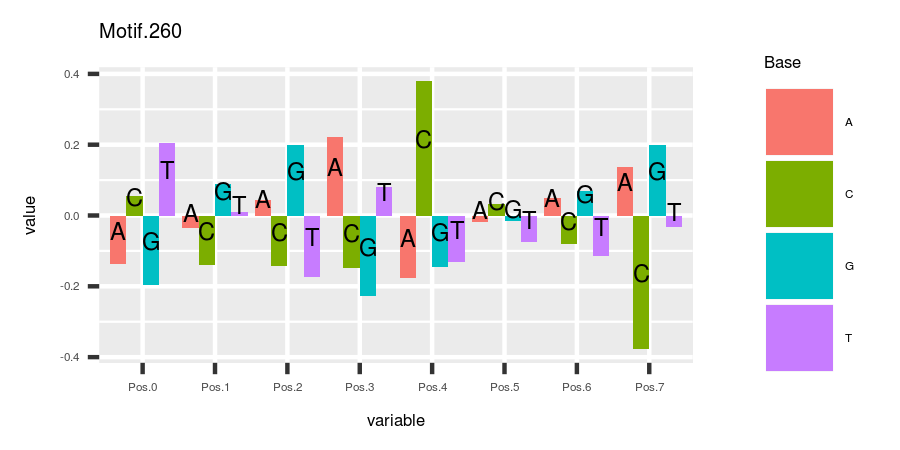 Motif.260
Base
A
C
G
T
value
0.4
0.2
0.0
-0.2
-0.4
A C G T A C G T A C G T A C G T A C G T A C G T A C G T A C G T
Pos.0 Pos.1 Pos.2 Pos.3 Pos.4 Pos.5 Pos.6 Pos.7
variable